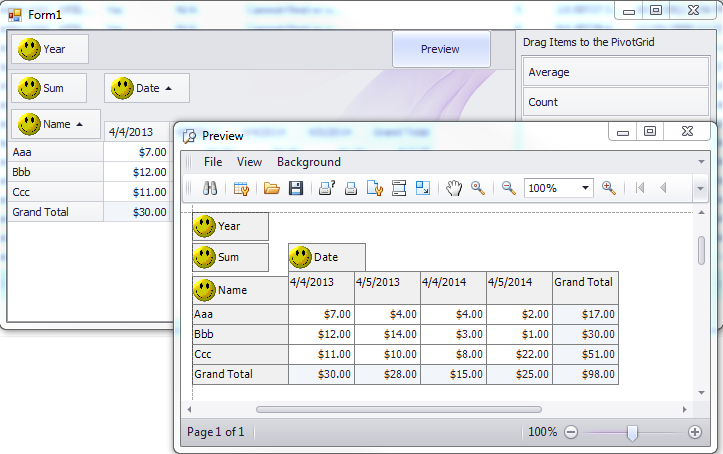 Form1
Year
Preview
Drag Items to the PivotGrid
Sum
Date
Average
Count
Name
4/4/2013
Aaa $7.00
Bbb $12.00
Ccc $11.00
Grand Total $30.00
Preview
File View Background
100%
Year
Sum
Date
Name
4/4/2013 4/5/2013 4/4/2014 4/5/2014 Grand Total
Aaa $7.00 $4.00 $4.00 $2.00 $17.00
Bbb $12.00 $14.00 $3.00 $1.00 $30.00
Ccc $11.00 $10.00 $8.00 $22.00 $51.00
Grand Total $30.00 $28.00 $15.00 $25.00 $98.00
Page 1 of 1
100%